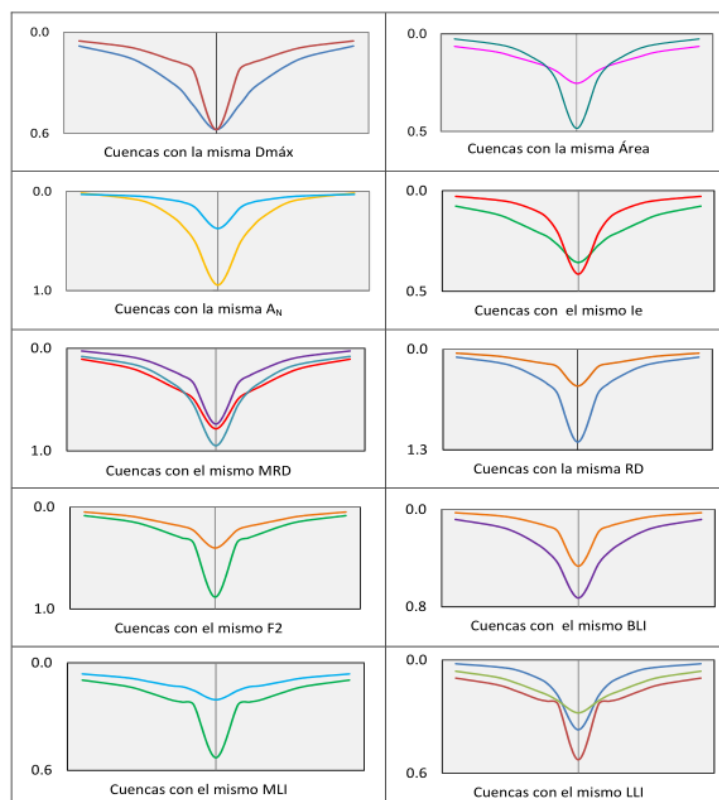 0.0
0.6
Cuencas con la misma Dmáx
0.0
0.5
Cuencas con la misma Área
0.0
1.0
Cuencas con la misma A_N
0.0
0.5
Cuencas con el mismo Ie
0.0
1.0
Cuencas con el mismo MRD
0.0
1.3
Cuencas con la misma RD
0.0
1.0
Cuencas con el mismo F2
0.0
0.8
Cuencas con el mismo BLI
0.0
0.6
Cuencas con el mismo MLI
0.0
0.6
Cuencas con el mismo LLI